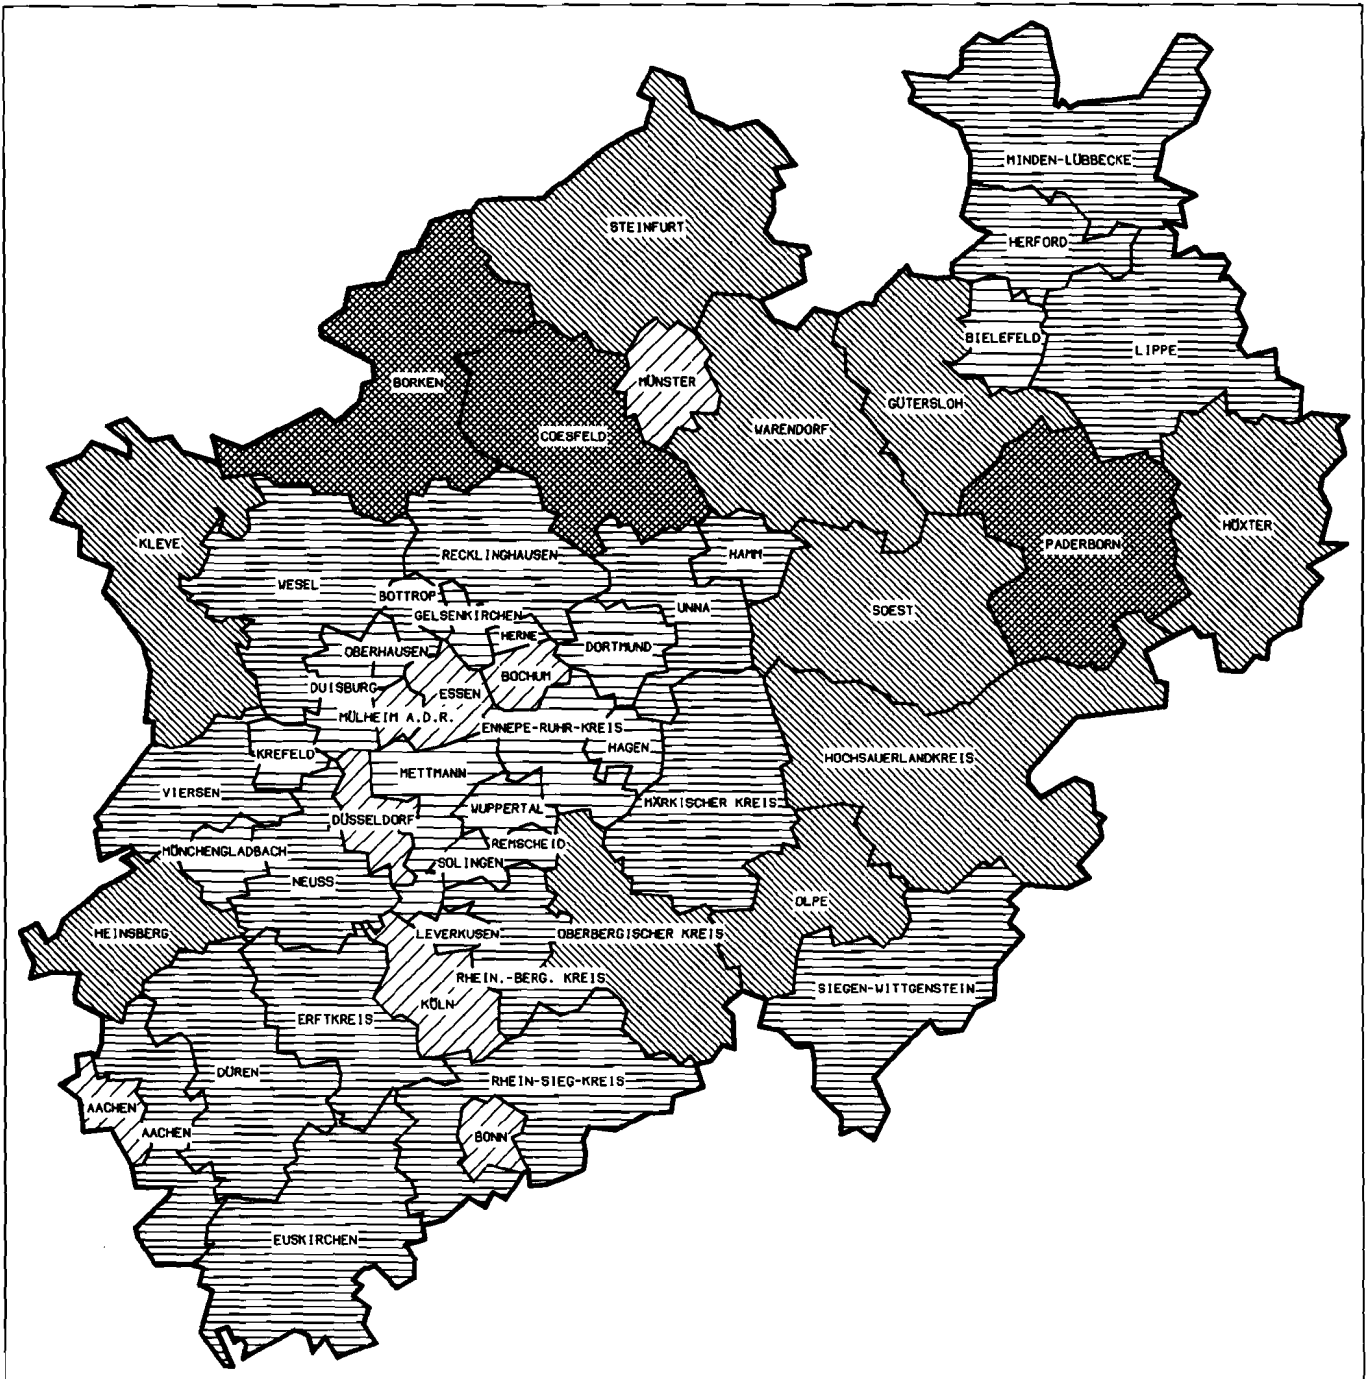 MINDEN-LÜBBECKE
STEINFURT
HERFORD
BIELEFELD
LIPPE
BORKEN
MÜNSTER
GÜTERSLOH
COESFELD
WARENDORF
HÖXTER
KLEVE
PADERBORN
RECKLINGHAUSEN
HAMM
WESEL
BOTTROP
UNNA
SOEST
GELSENKIRCHEN
HERNE
DORTMUND
OBERHAUSEN
BOCHUM
DUISBURG
ESSEN
MÜLHEIM A.D.R.
ENNEPE-RUHR-KREIS
HAGEN
KREFELD
HOCHSAUERLANDKREIS
METTMANN
VIERSEN
MÄRKISCHER KREIS
WUPPERTAL
DÜSSELDORF
REMSCHEID
MÖNCHENGLADBACH
SOLINGEN
NEUSS
OLPE
HEINSBERG
LEVERKUSEN
OBERBERGISCHER KREIS
RHEIN.-BERG. KREIS
SIEGEN-WITTGENSTEIN
KÖLN
ERFTKREIS
DÜREN
RHEIN-SIEG-KREIS
AACHEN
AACHEN
BONN
EUSKIRCHEN